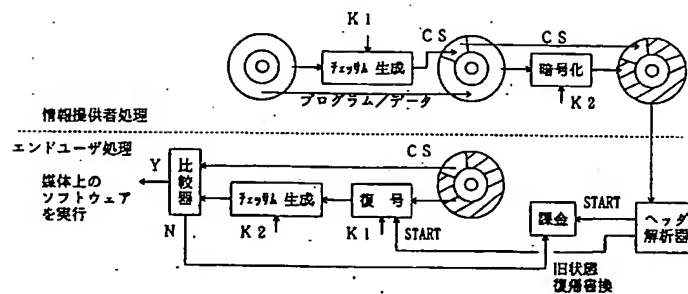 K1
CS
CS
チェッサム 生成
暗号化
K2
プログラム/データ
情報提供者処理
エンドユーザ処理
CS
Y
比較器
媒体上の
ソフトウェア
を実行
チェッサム 生成
復号
課金
START
ヘッダ
解析器
N
K2
K1
START
旧状態